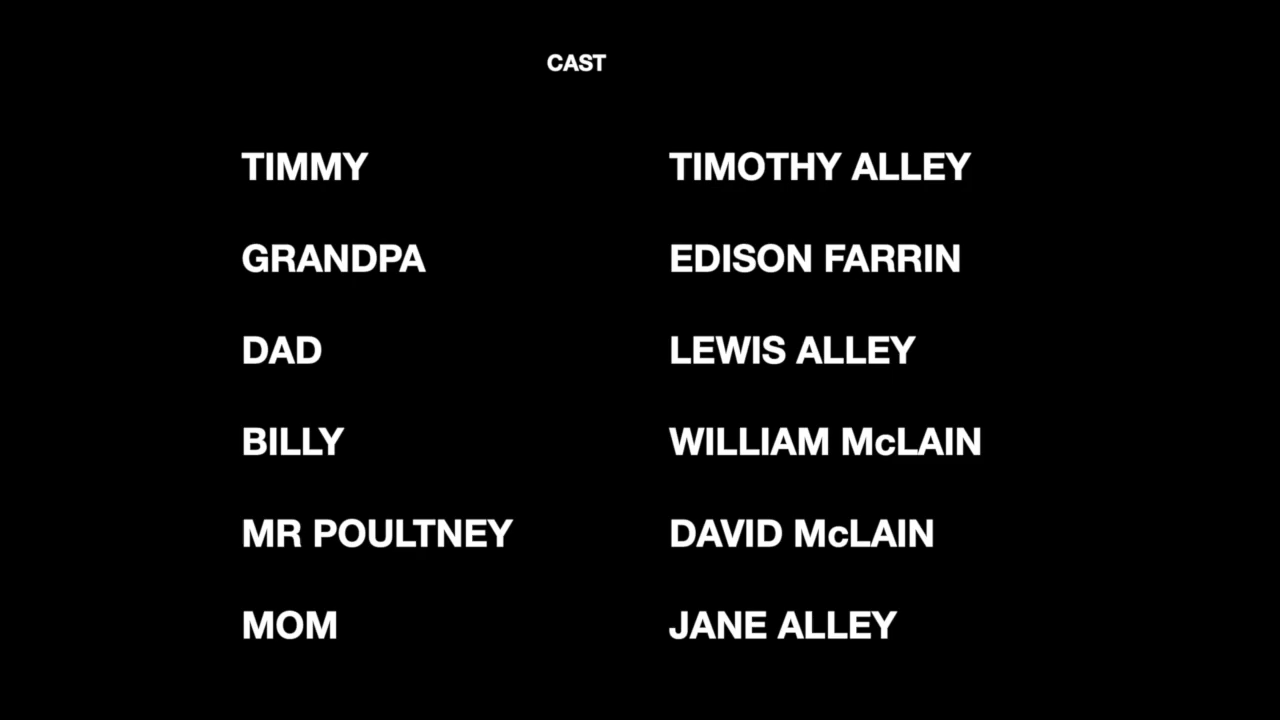 CAST
TIMMY TIMOTHY ALLEY
GRANDPA EDISON FARRIN
DAD LEWIS ALLEY
BILLY WILLIAM McLAIN
MR POULTNEY DAVID McLAIN
MOM JANE ALLEY